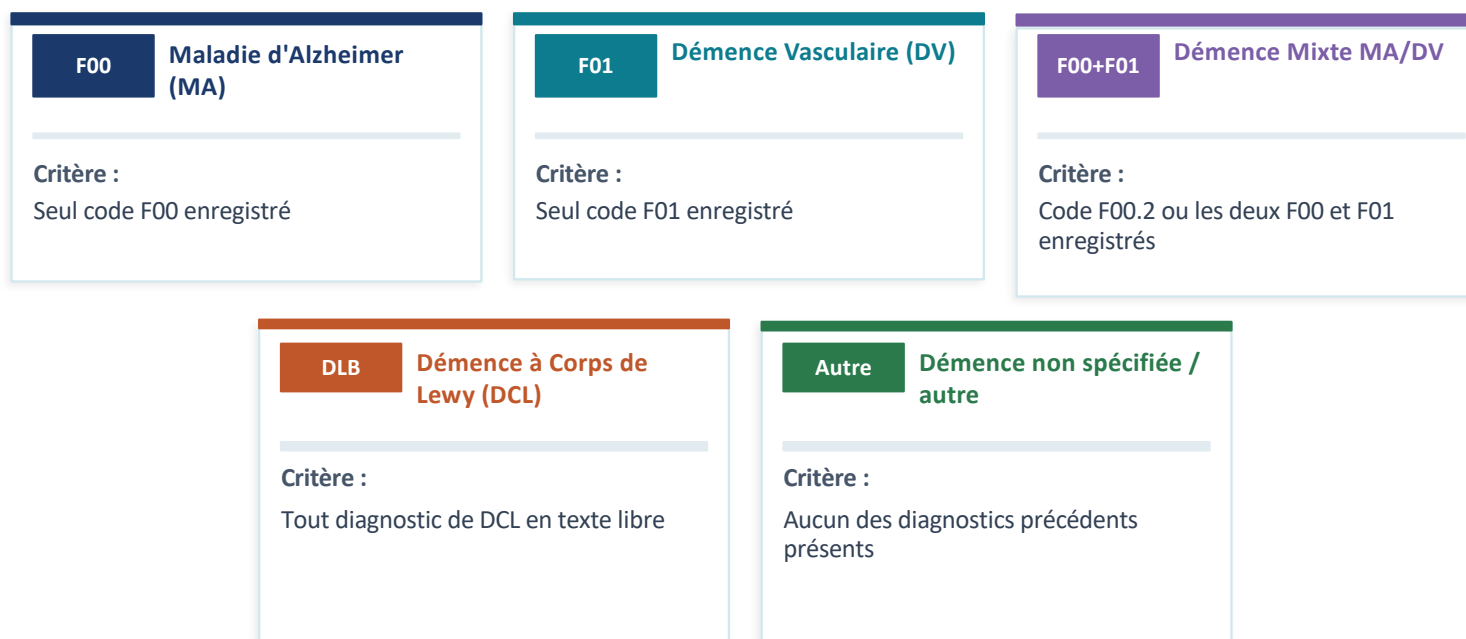 F00
Maladie d'Alzheimer
(MA)
Critère :
Seul code F00 enregistré
F01
Démence Vasculaire (DV)
Critère :
Seul code F01 enregistré
F00+F01
Démence Mixte MA/DV
Critère :
Code F00.2 ou les deux F00 et F01
enregistrés
DLB
Démence à Corps de
Lewy (DCL)
Critère :
Tout diagnostic de DCL en texte libre
Autre
Démence non spécifiée /
autre
Critère :
Aucun des diagnostics précédents
présents